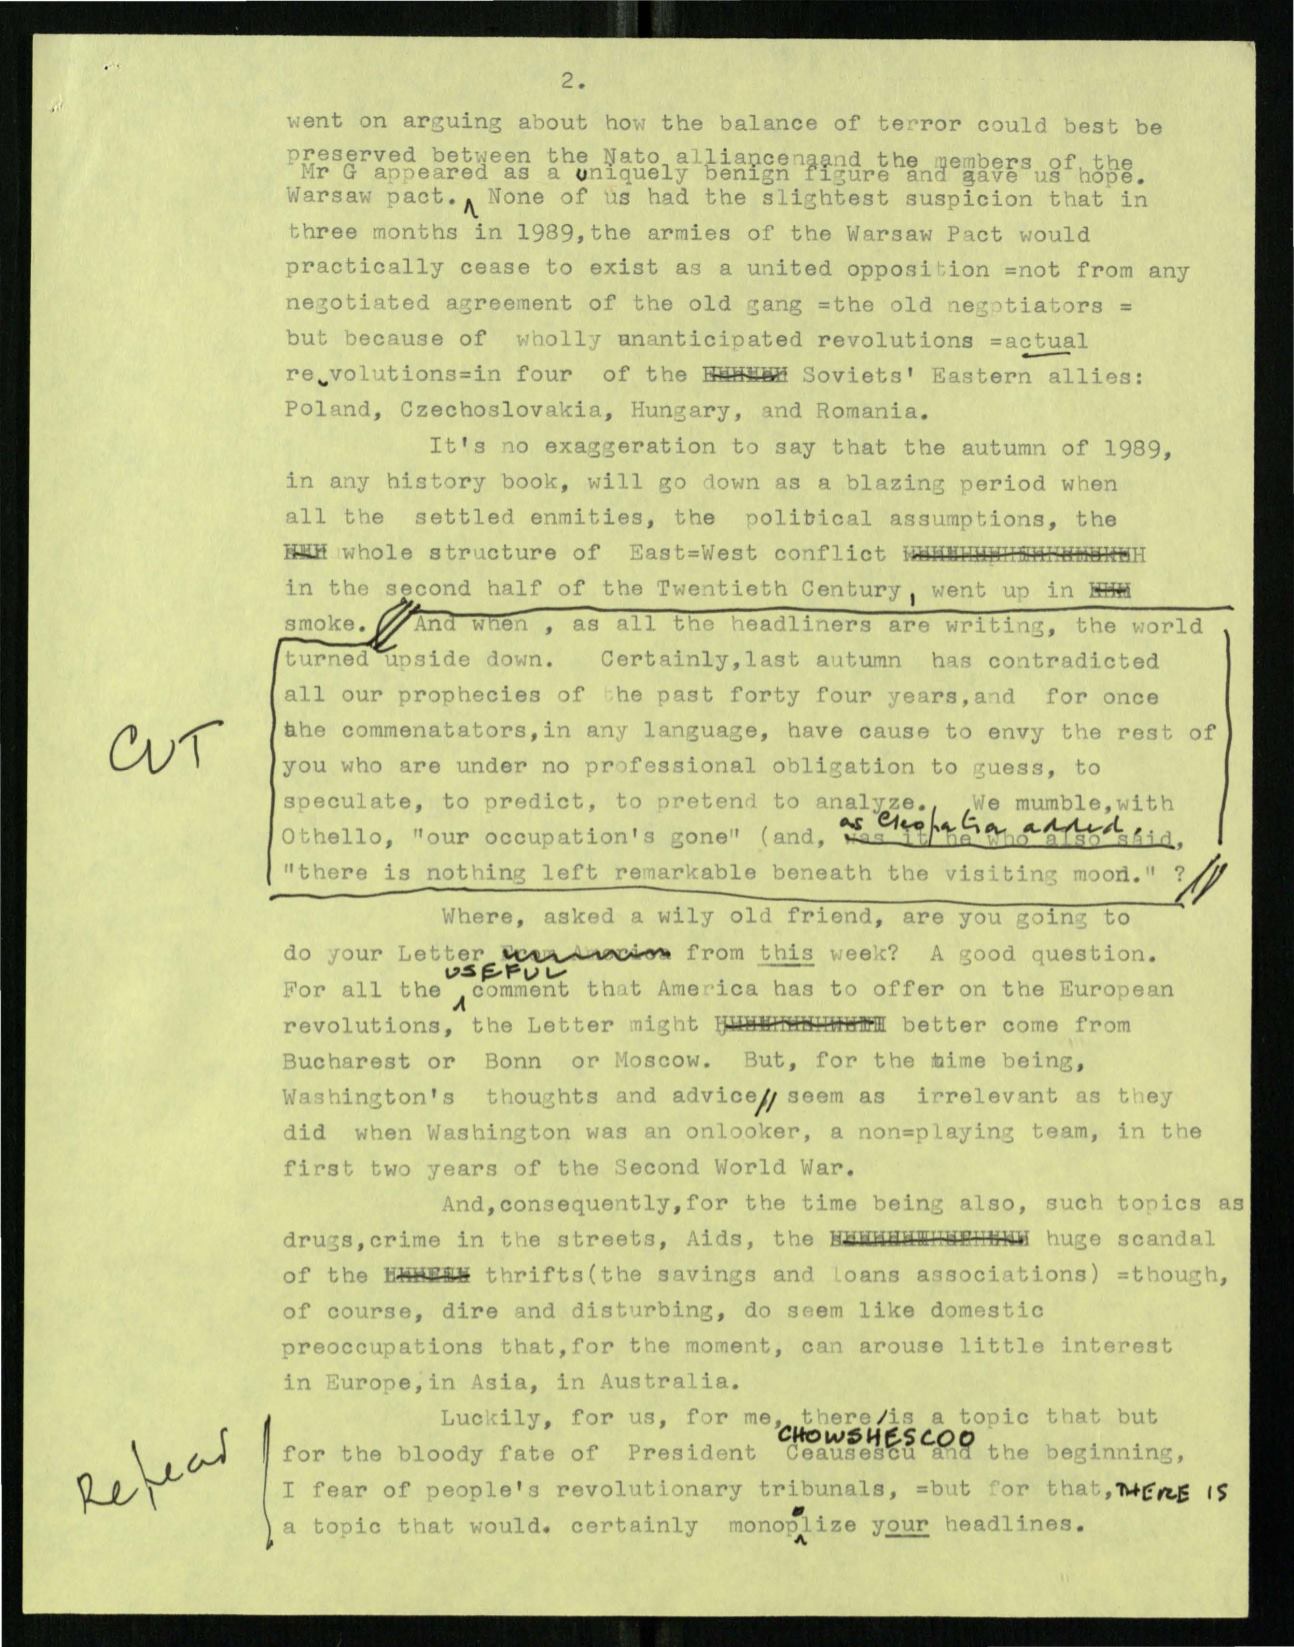 2.
went on arguing about how the balance of terror could best be
preserved between the Nato alliancenaand the members of the
Mr G appeared as a uniquely benign figure and gave us hope.
Warsaw pact. None of us had the slightest suspicion that in
three months in 1989,the armies of the Warsaw Pact would
practically cease to exist as a united opposition =not from any
negotiated agreement of the old gang =the old negotiators =
but because of wholly unanticipated revolutions =actual
revolutions=in four of the Soviets' Eastern allies:
Poland, Czechoslovakia, Hungary, and Romania.
It's no exaggeration to say that the autumn of 1989,
in any history book, will go down as a blazing period when
all the settled enmities, the political assumptions, the
whole structure of East=West conflict
in the second half of the Twentieth Century, went up in
smoke. And when , as all the headliners are writing, the world
turned upside down. Certainly,last autumn has contradicted
all our prophecies of the past forty four years,and for once
the commenatators,in any language, have cause to envy the rest of
CUT
you who are under no professional obligation to guess, to
speculate, to predict, to pretend to analyze. We mumble,with
as Cleopatra added,
Othello, "our occupation's gone" (and, was it he who also said,
"there is nothing left remarkable beneath the visiting moon." ?
Where, asked a wily old friend, are you going to
do your Letter From America from this week? A good question.
USEFUL
For all the comment that America has to offer on the European
revolutions, the Letter might better come from
Bucharest or Bonn or Moscow. But, for the time being,
Washington's thoughts and advice// seem as irrelevant as they
did when Washington was an onlooker, a non=playing team, in the
first two years of the Second World War.
And,consequently,for the time being also, such topics as
drugs,crime in the streets, Aids, the huge scandal
of the thrifts(the savings and loans associations) =though,
of course, dire and disturbing, do seem like domestic
preoccupations that,for the moment, can arouse little interest
in Europe,in Asia, in Australia.
Luckily, for us, for me, there/is a topic that but
CHOWSHESCOO
for the bloody fate of President Ceausescu and the beginning,
Repeat
I fear of people's revolutionary tribunals, =but for that, THERE IS
a topic that would. certainly monopolize your headlines.